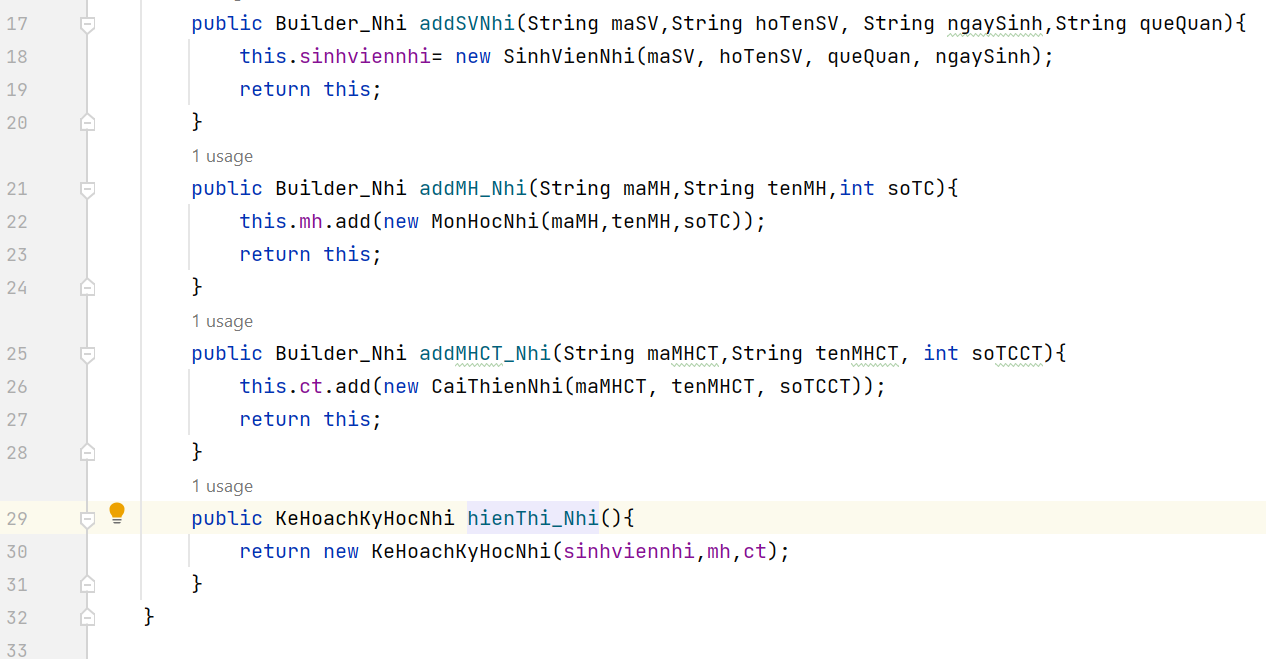 17 public Builder_Nhi addSVNhi(String maSV,String hoTenSV, String ngaySinh,String queQuan){
18 this.sinhviennhi= new SinhVienNhi(maSV, hoTenSV, queQuan, ngaySinh);
19 return this;
20 }
1 usage
21 public Builder_Nhi addMH_Nhi(String maMH,String tenMH,int soTC){
22 this.mh.add(new MonHocNhi(maMH,tenMH,soTC));
23 return this;
24 }
1 usage
25 public Builder_Nhi addMHCT_Nhi(String maMHCT,String tenMHCT, int soTCCT){
26 this.ct.add(new CaiThienNhi(maMHCT, tenMHCT, soTCCT));
27 return this;
28 }
1 usage
29 public KeHoachKyHocNhi hienThi_Nhi(){
30 return new KeHoachKyHocNhi(sinhviennhi,mh,ct);
31 }
32 }
33